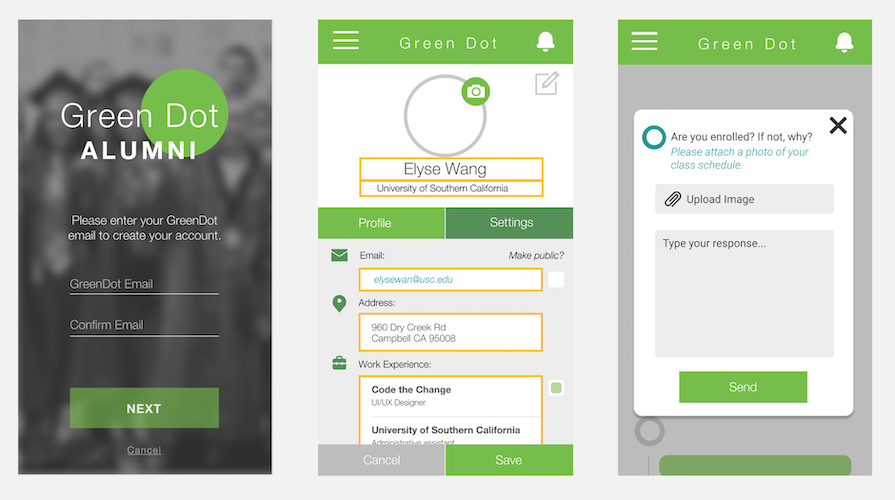 Green Dot
ALUMNI
Please enter your GreenDot
email to create your account.
GreenDot Email
Confirm Email
NEXT
Cancel
Green Dot
Elyse Wang
University of Southern California
Profile
Settings
Email:
Make public?
elysewan@usc.edu
Address:
960 Dry Creek Rd
Campbell CA 95008
Work Experience:
Code the Change
UI/UX Designer
University of Southern California
Administrative assistant
Cancel
Save
Green Dot
Are you enrolled? If not, why?
Please attach a photo of your
class schedule.
Upload Image
Type your response...
Send